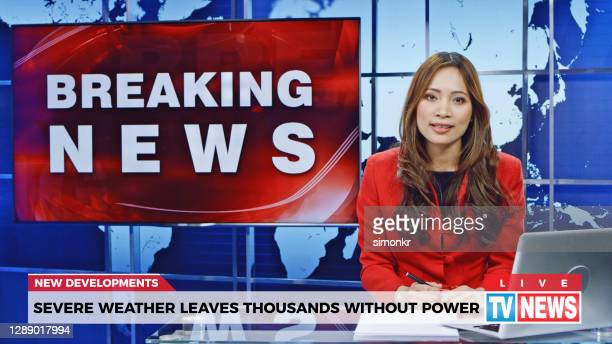 BREAKING
NEWS
gettyimages
simonkr
NEW DEVELOPMENTS
LIVE
SEVERE WEATHER LEAVES THOUSANDS WITHOUT POWER
TV NEWS
1289017994